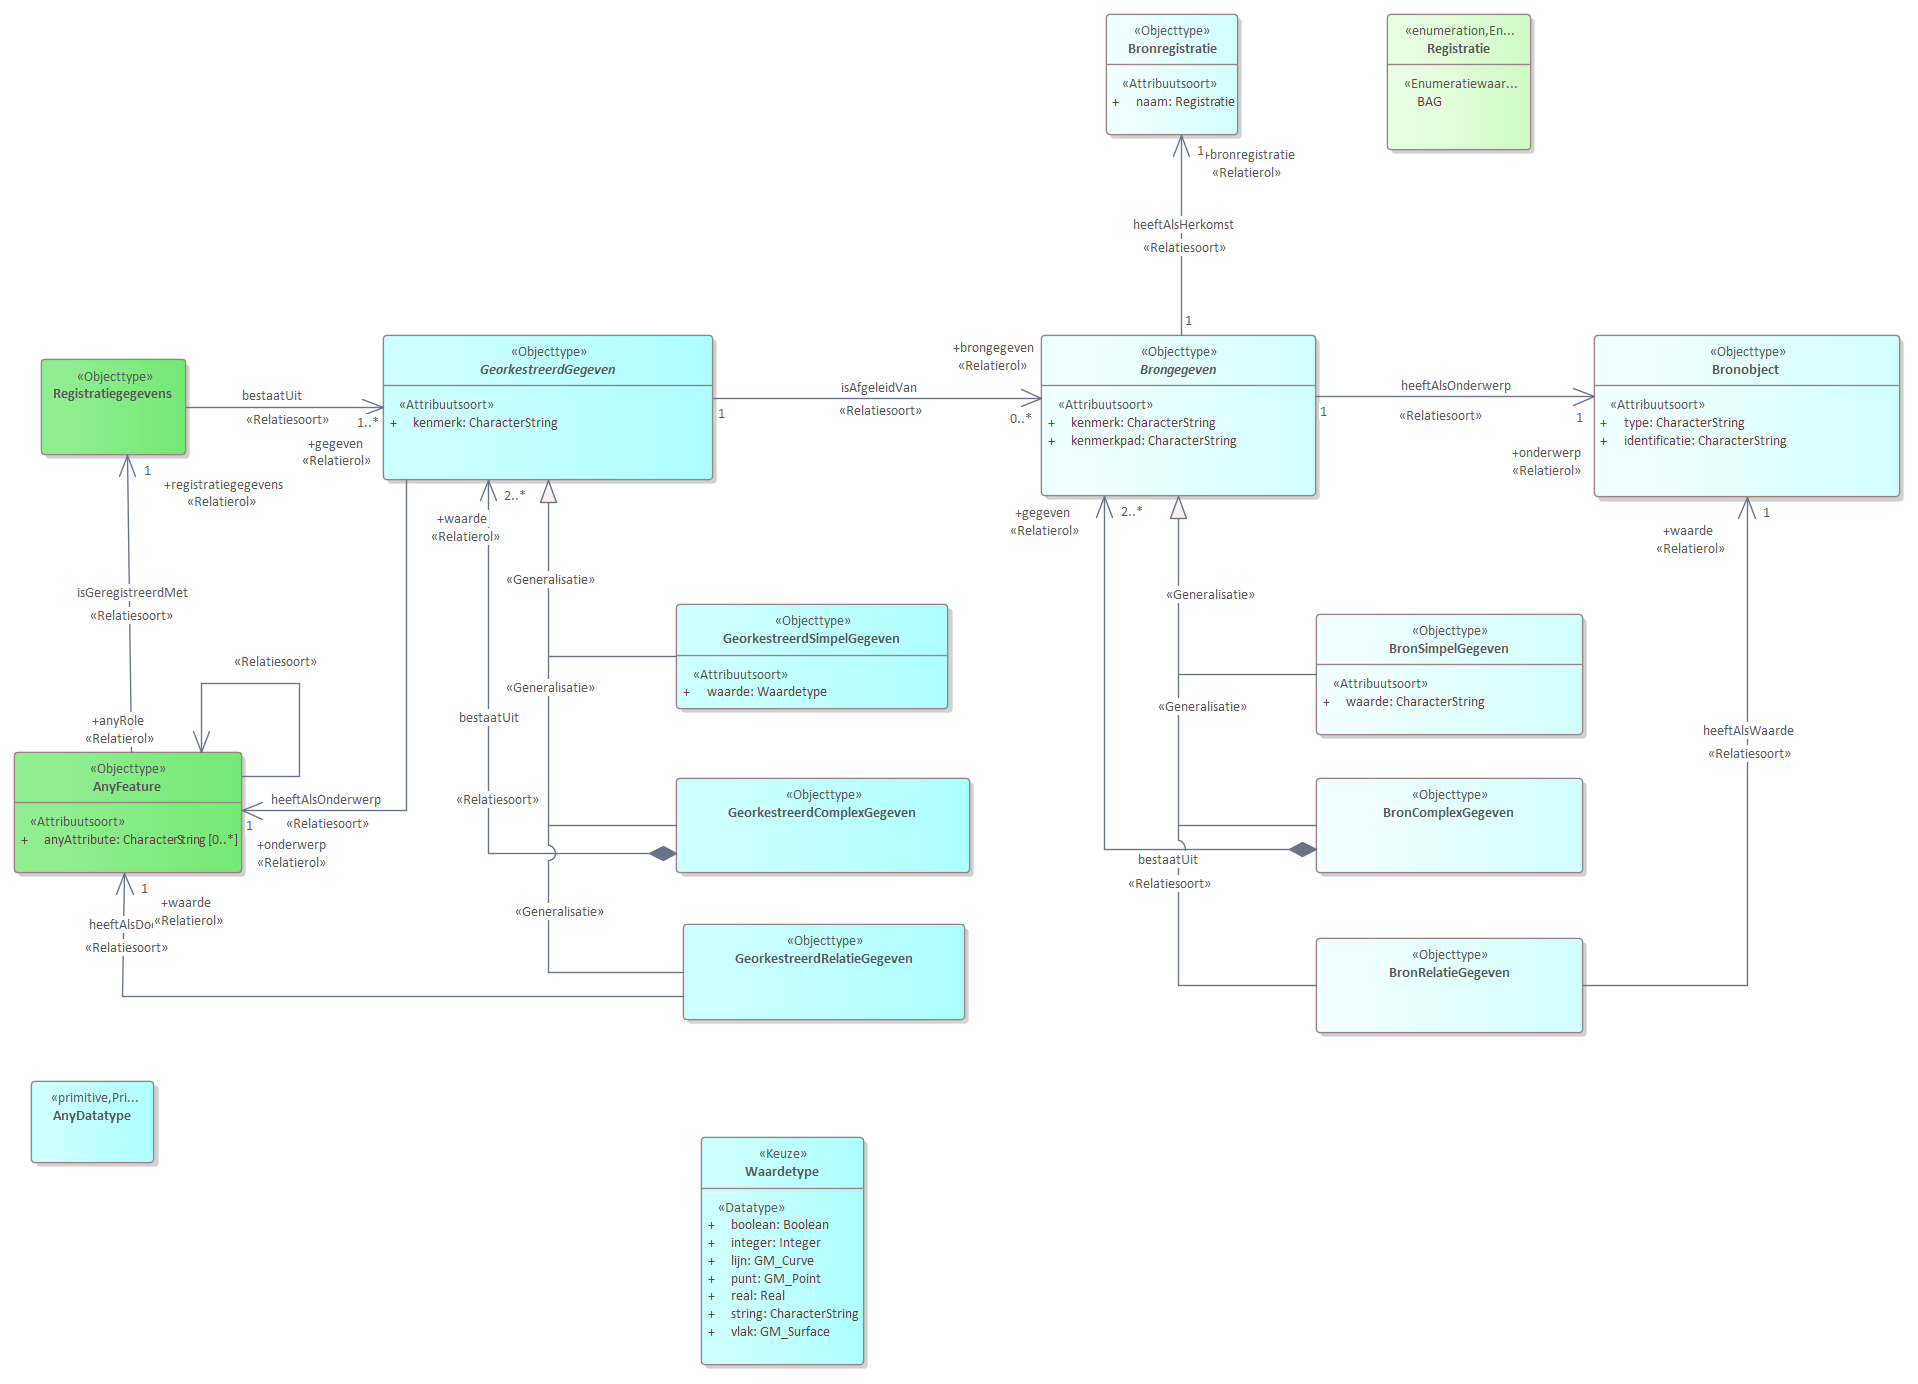 «Objecttype»
Bronregistratie
«Attribuutsoort»
+ naam: Registratie
«enumeration,En...
Registratie
«Enumeratiewaar...
BAG
1
+bronregistratie
«Relatierol»
heeftAlsHerkomst
«Relatiesoort»
1
«Objecttype»
Registratiegegevens
bestaatUit
«Relatiesoort»
1..*
+gegeven
«Relatierol»
«Objecttype»
GeorkestreerdGegeven
«Attribuutsoort»
+ kenmerk: CharacterString
isAfgeleidVan
«Relatiesoort»
1
+brongegeven
«Relatierol»
0..*
«Objecttype»
Brongegeven
«Attribuutsoort»
+ kenmerk: CharacterString
+ kenmerkpad: CharacterString
heeftAlsOnderwerp
«Relatiesoort»
1
1
+onderwerp
«Relatierol»
«Objecttype»
Bronobject
«Attribuutsoort»
+ type: CharacterString
+ identificatie: CharacterString
1
+registratiegegevens
«Relatierol»
isGeregistreerdMet
«Relatiesoort»
+anyRole
«Relatierol»
«Relatiesoort»
«Objecttype»
AnyFeature
«Attribuutsoort»
+ anyAttribute: CharacterString [0..*]
heeftAlsOnderwerp
«Relatiesoort»
1
+onderwerp
«Relatierol»
1
+waarde
«Relatierol»
«Relatiesoort»
2..*
+waarde
«Relatierol»
bestaatUit
«Relatiesoort»
«Generalisatie»
«Generalisatie»
«Generalisatie»
«Objecttype»
GeorkestreerdSimpelGegeven
«Attribuutsoort»
+ waarde: Waardetype
«Objecttype»
GeorkestreerdComplexGegeven
«Objecttype»
GeorkestreerdRelatieGegeven
+gegeven
«Relatierol»
2..*
«Generalisatie»
«Generalisatie»
bestaatUit
«Relatiesoort»
«Objecttype»
BronSimpelGegeven
«Attribuutsoort»
+ waarde: CharacterString
«Objecttype»
BronComplexGegeven
«Objecttype»
BronRelatieGegeven
1
+waarde
«Relatierol»
heeftAlsWaarde
«Relatiesoort»
«primitive,Pri...
AnyDatatype
«Keuze»
Waardetype
«Datatype»
+ boolean: Boolean
+ integer: Integer
+ lijn: GM_Curve
+ punt: GM_Point
+ real: Real
+ string: CharacterString
+ vlak: GM_Surface